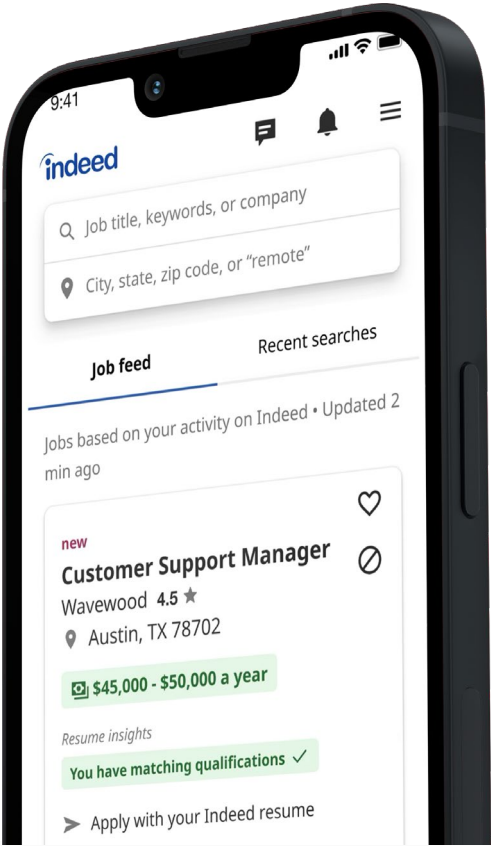 9:41
indeed
Job title, keywords, or company
City, state, zip code, or “remote”
Job feed
Recent searches
Jobs based on your activity on Indeed • Updated 2
min ago
new
Customer Support Manager
Wavewood 4.5 ★
Austin, TX 78702
$45,000 - $50,000 a year
Resume insights
You have matching qualifications ✓
Apply with your Indeed resume